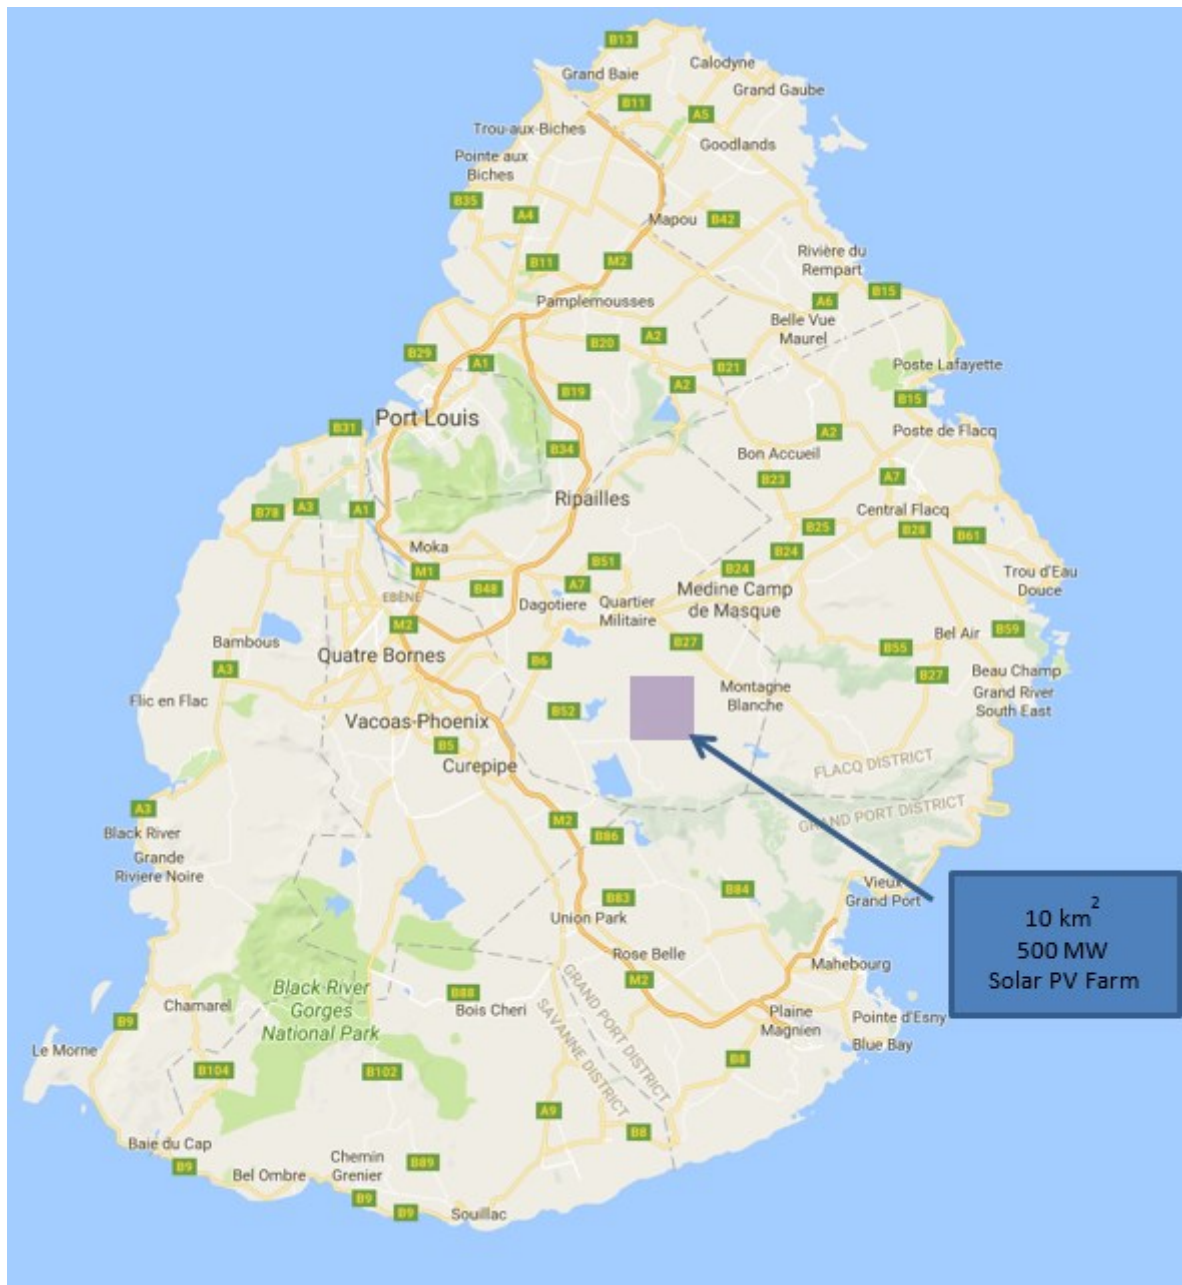 B13
Calodyne
Grand Baie
Grand Gaube
B11
A5
Trou-aux-Biches
Goodlands
Pointe aux
Biches
B35
A4
Mapou
B42
Rivière du
Rempart
B11
M2
B15
Pamplemousses
A6
Belle Vue
Maurel
A2
B20
B29
A1
B21
Poste Lafayette
A2
B19
B15
Port Louis
B31
Poste de Flacq
A2
B34
Bon Accueil
A7
B23
Ripailles
A3
A1
B78
Central Flacq
B25
B28
B61
Moka
B24
B51
M1
B24
Trou d'Eau
Douce
A7
B48
Medine Camp
de Masque
EBÈNE
Dagotiere
Quartier
Militaire
M2
B59
Bel Air
Bambous
B27
B55
Quatre Bornes
B6
A3
B27
Beau Champ
Flic en Flac
Montagne
Blanche
Grand River
South East
B52
Vacoas-Phoenix
B5
Curepipe
FLACQ DISTRICT
A3
GRAND PORT DISTRICT
M2
Black River
B86
Grande
Riviere Noire
Vieux
Grand Port
B84
B83
Union Park
10 km2
500 MW
Solar PV Farm
Rose Belle
Mahebourg
M2
GRAND PORT DISTRICT
SAVANNE DISTRICT
Black River
Gorges
National Park
B88
Bois Cheri
Chamarel
Plaine
Magnien
Pointe d'Esny
B9
Blue Bay
Le Morne
B8
B104
B102
A9
B8
Baie du Cap
Chemin
Grenier
B89
B9
Bel Ombre
B9
B9
Souillac